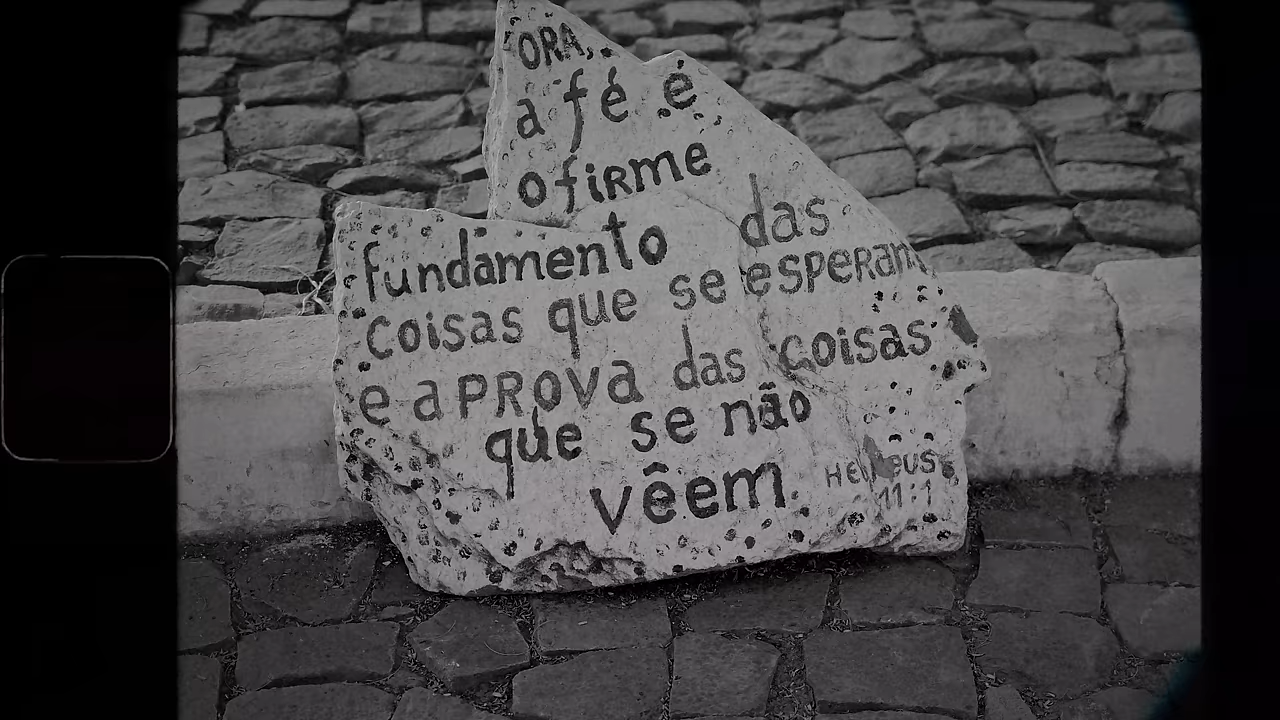 ORA,
a fé é
o fiRme
fundamento das
coisas que se esperam
e a PROVA das coisas
que se não
vêem.
HebReus
11:1